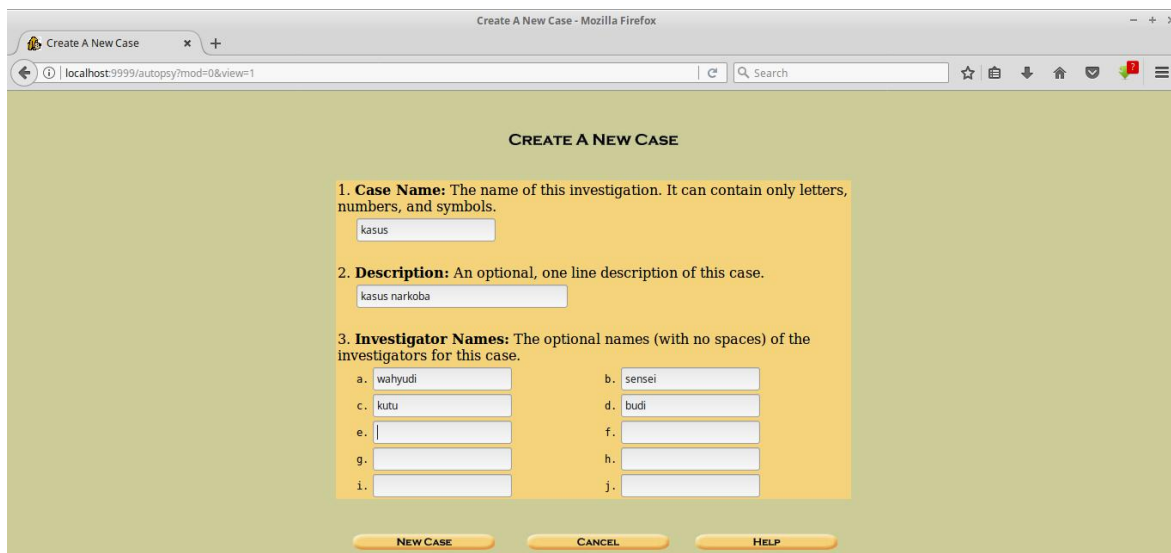 Create A New Case - Mozilla Firefox
Create A New Case
localhost:9999/autopsy?mod=0&view=1
Search
?
CREATE A NEW CASE
1. Case Name: The name of this investigation. It can contain only letters,
numbers, and symbols.
kasus
2. Description: An optional, one line description of this case.
kasus narkoba
3. Investigator Names: The optional names (with no spaces) of the
investigators for this case.
a. wahyudi b. sensei
c. kutu d. budi
e. f.
g. h.
i. j.
NEW CASE CANCEL HELP